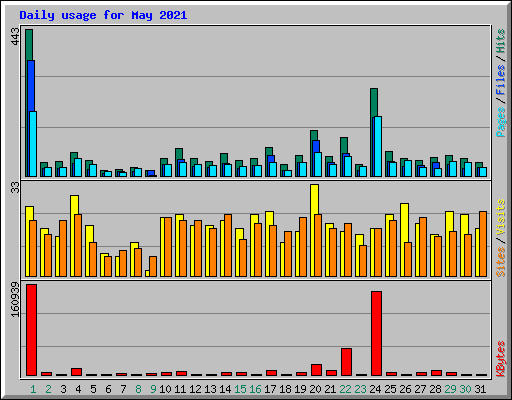 Daily usage for May 2021
443
Pages / Files / Hits
33
Sites / Visits
160939
KBytes
1 2 3 4 5 6 7 8 9 10 11 12 13 14 15 16 17 18 19 20 21 22 23 24 25 26 27 28 29 30 31